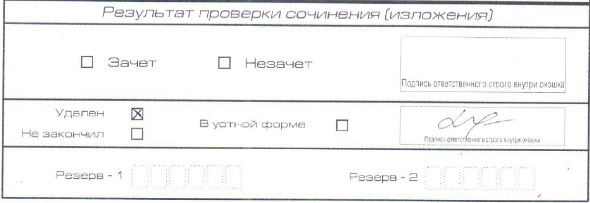 Результат проверки сочинения (изложения)
Зачет Незачет
Подпись ответственного строго внутри окошка
Удален В устной форме
Не закончил
Подпись ответственного строго внутри окошка
Резерв - 1 Резерв - 2